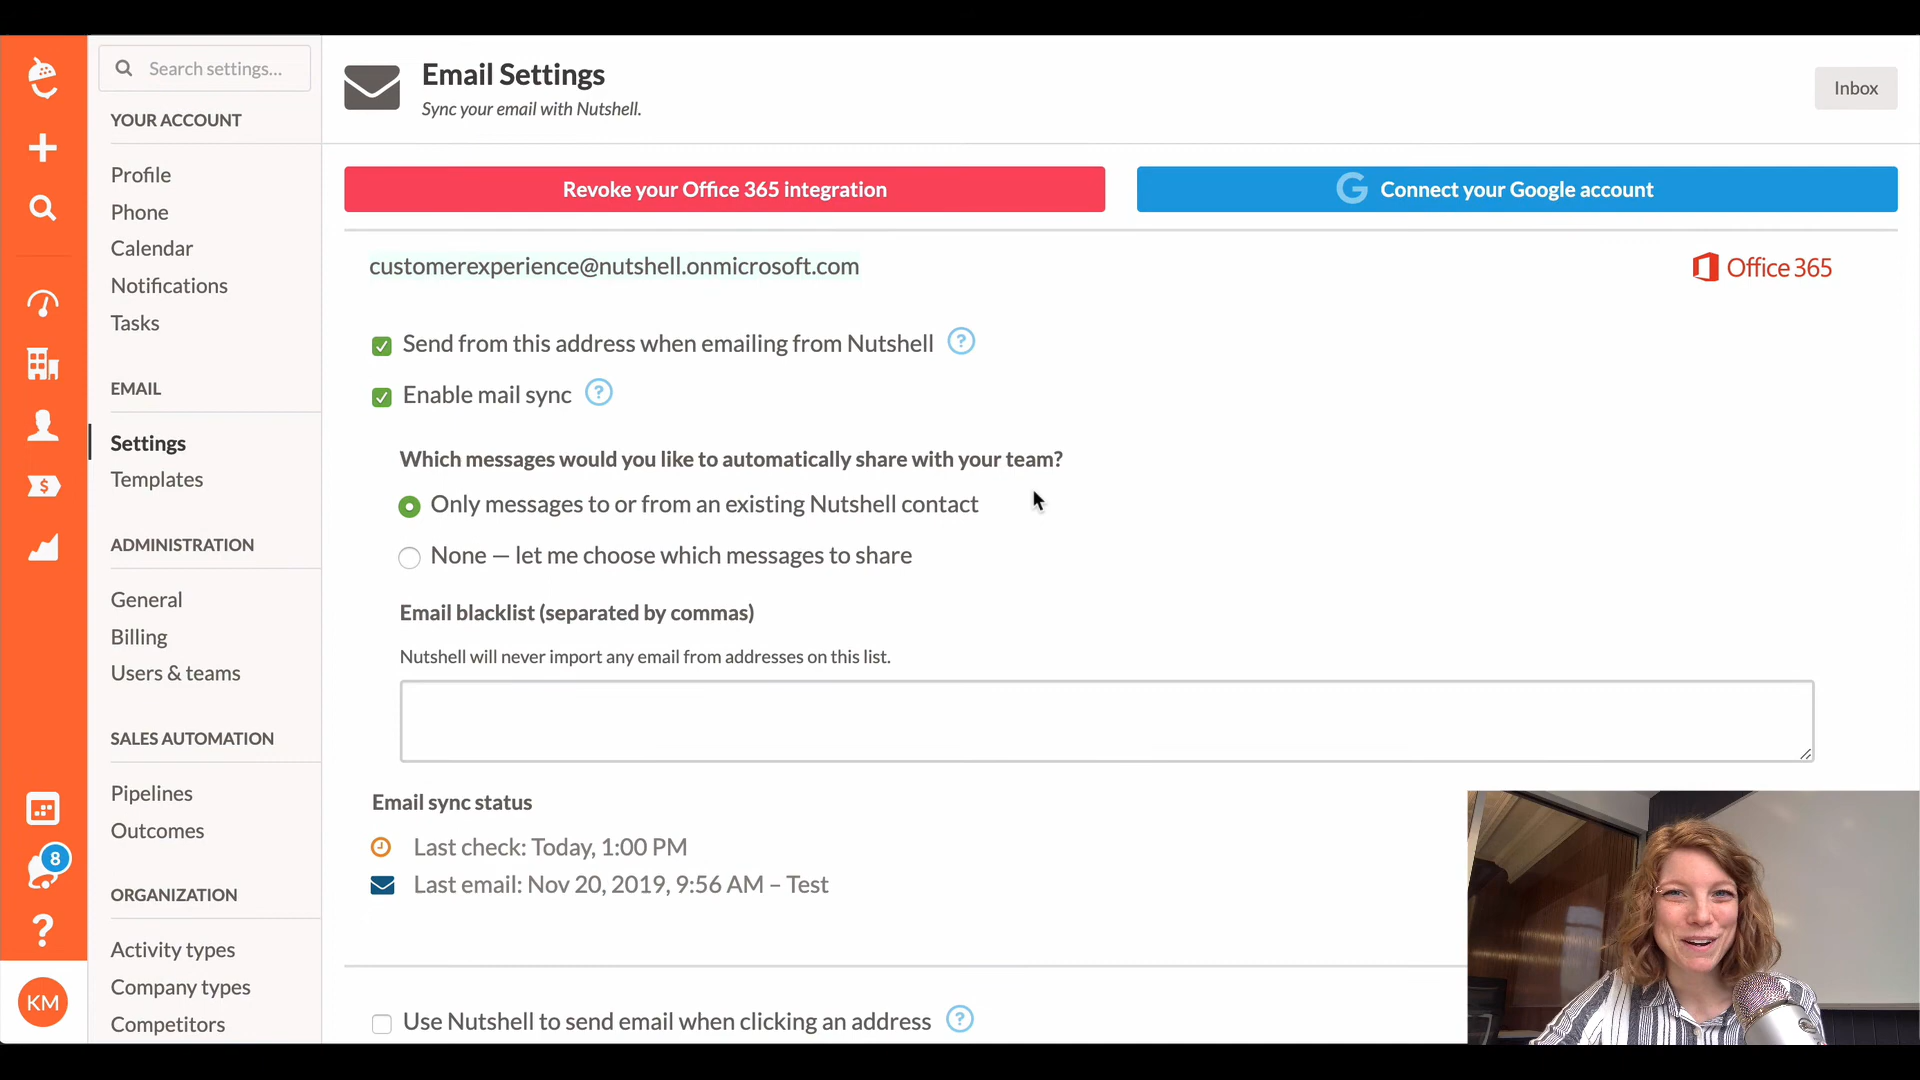 Search settings...
YOUR ACCOUNT
Profile
Phone
Calendar
Notifications
Tasks
EMAIL
Settings
Templates
ADMINISTRATION
General
Billing
Users & teams
SALES AUTOMATION
Pipelines
Outcomes
ORGANIZATION
Activity types
Company types
Competitors
8
?
KM
$
Email Settings
Sync your email with Nutshell.
Inbox
Revoke your Office 365 integration
G Connect your Google account
customerexperience@nutshell.onmicrosoft.com
Office 365
Send from this address when emailing from Nutshell ?
Enable mail sync ?
Which messages would you like to automatically share with your team?
Only messages to or from an existing Nutshell contact
None — let me choose which messages to share
Email blacklist (separated by commas)
Nutshell will never import any email from addresses on this list.
Email sync status
Last check: Today, 1:00 PM
Last email: Nov 20, 2019, 9:56 AM – Test
Use Nutshell to send email when clicking an address ?